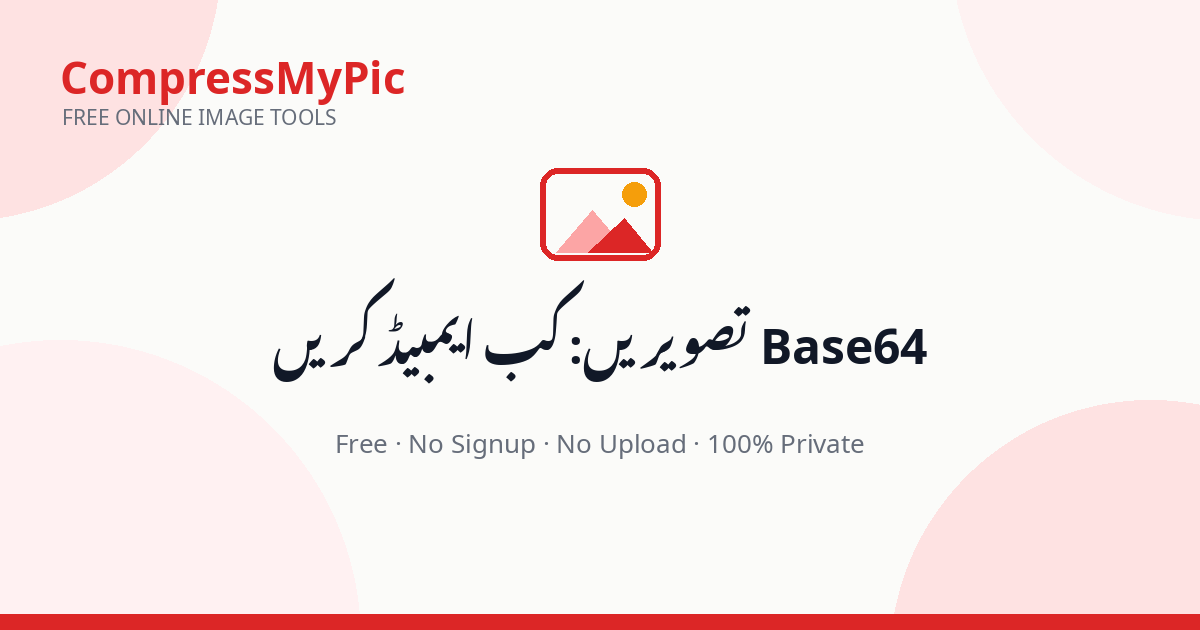 CompressMyPic
FREE ONLINE IMAGE TOOLS
Base64 تصویریں: کب ایمبیڈ کریں
Free · No Signup · No Upload · 100% Private